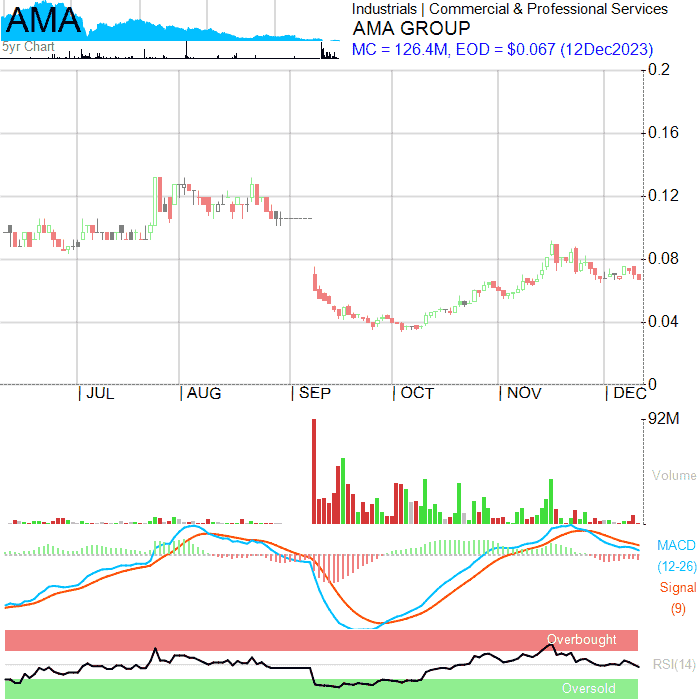 AMA
5yr Chart
Industrials | Commercial & Professional Services
AMA GROUP
MC = 126.4M, EOD = $0.067 (12Dec2023)
0.2
0.16
0.12
0.08
0.04
0
| JUL | AUG | SEP | OCT | NOV | DEC
92M
Volume
MACD
(12-26)
Signal
(9)
Overbought
RSI(14)
Oversold